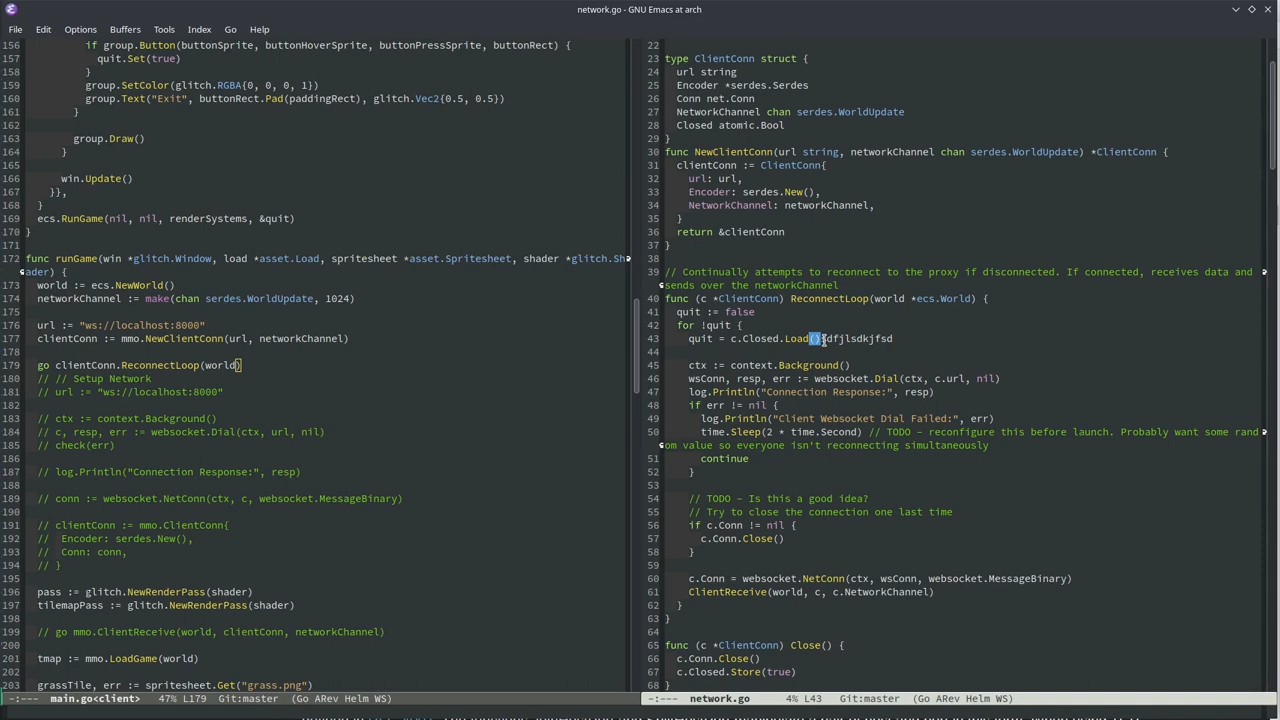 network.go - GNU Emacs at arch
File Edit Options Buffers Tools Index Go Help
156 if group.Button(buttonSprite, buttonHoverSprite, buttonPressSprite, buttonRect) {
157 quit.Set(true)
158 }
159 group.SetColor(glitch.RGBA{0, 0, 0, 1})
160 group.Text("Exit", buttonRect.Pad(paddingRect), glitch.Vec2{0.5, 0.5})
161 }
162
163 group.Draw()
164 }
165
166 win.Update()
167 }},
168 }
169 ecs.RunGame(nil, nil, renderSystems, &quit)
170 }
171
172 func runGame(win *glitch.Window, load *asset.Load, spritesheet *asset.Spritesheet, shader *glitch.Sh
ader) {
173 world := ecs.NewWorld()
174 networkChannel := make(chan serdes.WorldUpdate, 1024)
175
176 url := "ws://localhost:8000"
177 clientConn := mmo.NewClientConn(url, networkChannel)
178
179 go clientConn.ReconnectLoop(world)
180 // // Setup Network
181 // url := "ws://localhost:8000"
182
183 // ctx := context.Background()
184 // c, resp, err := websocket.Dial(ctx, url, nil)
185 // check(err)
186
187 // log.Println("Connection Response:", resp)
188
189 // conn := websocket.NetConn(ctx, c, websocket.MessageBinary)
190
191 // clientConn := mmo.ClientConn{
192 // Encoder: serdes.New(),
193 // Conn: conn,
194 // }
195
196 pass := glitch.NewRenderPass(shader)
197 tilemapPass := glitch.NewRenderPass(shader)
198
199 // go mmo.ClientReceive(world, clientConn, networkChannel)
200
201 tmap := mmo.LoadGame(world)
202
203 grassTile, err := spritesheet.Get("grass.png")
-:--- main.go<client> 47% L179 Git:master (Go ARev Helm WS)
22
23 type ClientConn struct {
24 url string
25 Encoder *serdes.Serdes
26 Conn net.Conn
27 NetworkChannel chan serdes.WorldUpdate
28 Closed atomic.Bool
29 }
30 func NewClientConn(url string, networkChannel chan serdes.WorldUpdate) *ClientConn {
31 clientConn := ClientConn{
32 url: url,
33 Encoder: serdes.New(),
34 NetworkChannel: networkChannel,
35 }
36 return &clientConn
37 }
38
39 // Continually attempts to reconnect to the proxy if disconnected. If connected, receives data and
sends over the networkChannel
40 func (c *ClientConn) ReconnectLoop(world *ecs.World) {
41 quit := false
42 for !quit {
43 quit = c.Closed.Load()
44
45 ctx := context.Background()
46 wsConn, resp, err := websocket.Dial(ctx, c.url, nil)
47 log.Println("Connection Response:", resp)
48 if err != nil {
49 log.Println("Client Websocket Dial Failed:", err)
50 time.Sleep(2 * time.Second) // TODO - reconfigure this before launch. Probably want some rand
om value so everyone isn't reconnecting simultaneously
51 continue
52 }
53
54 // TODO - Is this a good idea?
55 // Try to close the connection one last time
56 if c.Conn != nil {
57 c.Conn.Close()
58 }
59
60 c.Conn = websocket.NetConn(ctx, wsConn, websocket.MessageBinary)
61 ClientReceive(world, c, c.NetworkChannel)
62 }
63 }
64
65 func (c *ClientConn) Close() {
66 c.Conn.Close()
67 c.Closed.Store(true)
68 }
-:--- network.go 4% L43 Git:master (Go ARev Helm WS)